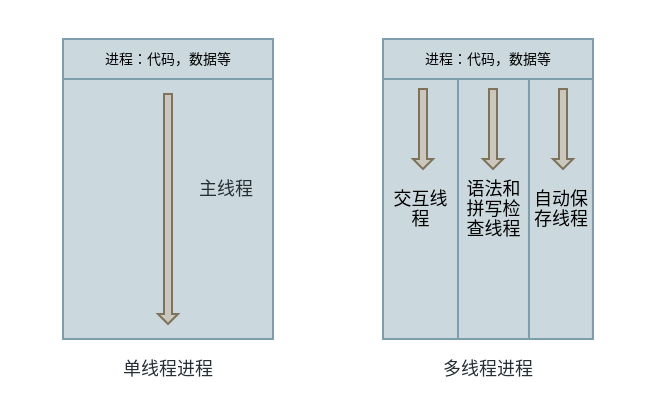 进程：代码，数据等
主线程
单线程进程
进程：代码，数据等
交互线
程
语法和
拼写检
查线程
自动保
存线程
多线程进程